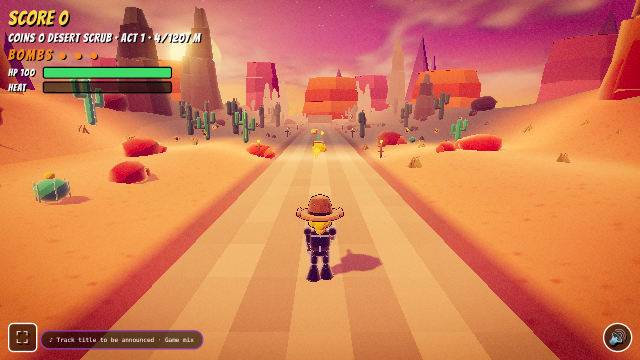 SCORE 0
COINS 0 DESERT SCRUB · ACT 1 · 4/1207 M
BOMBS
HP 100
HEAT
♪ Track title to be announced · Game mix